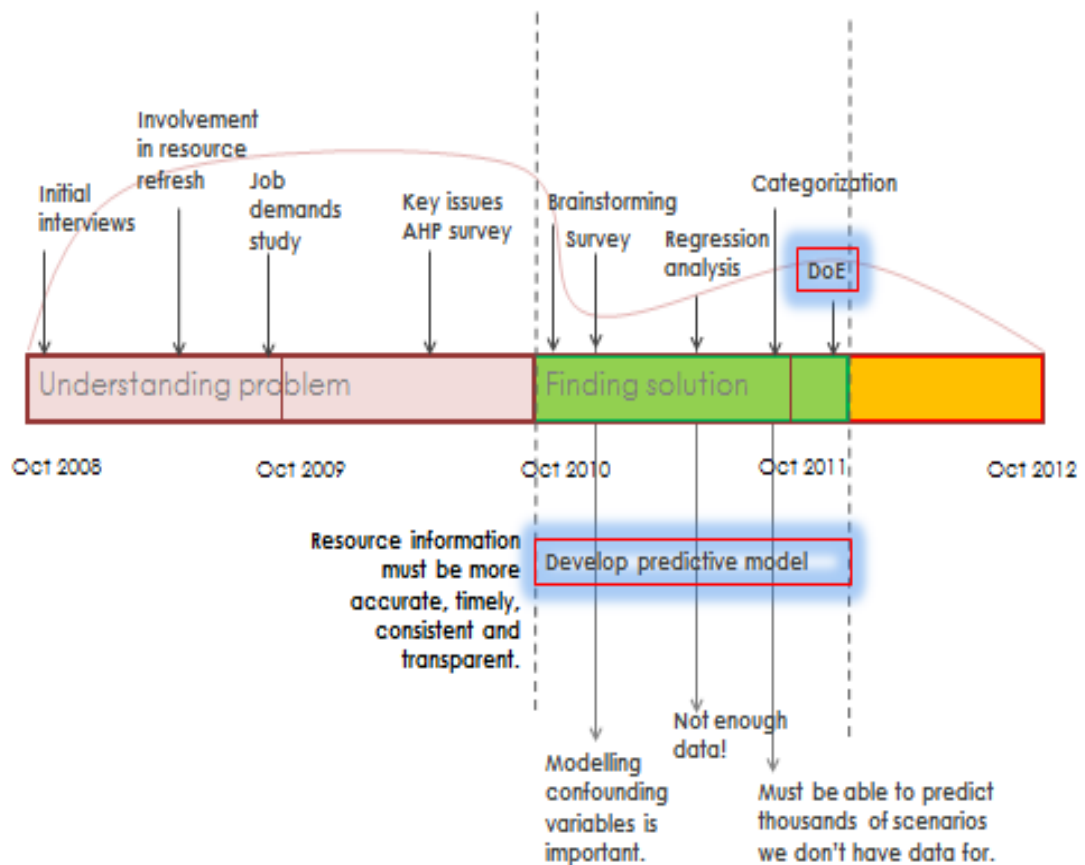 Involvement
in resource
refresh
Initial
interviews
Job
demands
study
Key issues
AHP survey
Brainstorming
Survey
Regression
analysis
Categorization
DoE
Understanding problem
Finding solution
Oct 2008
Oct 2009
Oct 2010
Oct 2011
Oct 2012
Resource information
must be more
accurate, timely,
consistent and
transparent.
Develop predictive model
Modelling
confounding
variables is
important.
Not enough
data!
Must be able to predict
thousands of scenarios
we don't have data for.